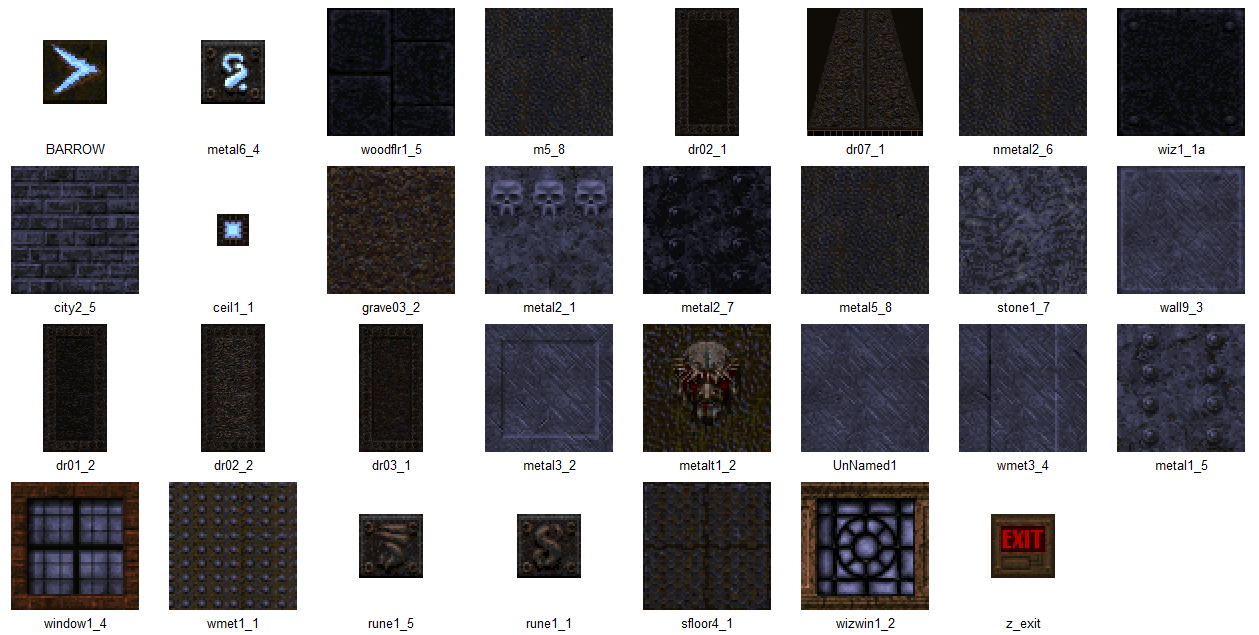 BARROW metal6_4 woodflr1_5 m5_8 dr02_1 dr07_1 nmetal2_6 wiz1_1a
city2_5 ceil1_1 grave03_2 metal2_1 metal2_7 metal5_8 stone1_7 wall9_3
dr01_2 dr02_2 dr03_1 metal3_2 metalt1_2 UnNamed1 wmet3_4 metal1_5
EXIT
window1_4 wmet1_1 rune1_5 rune1_1 sfloor4_1 wizwin1_2 z_exit